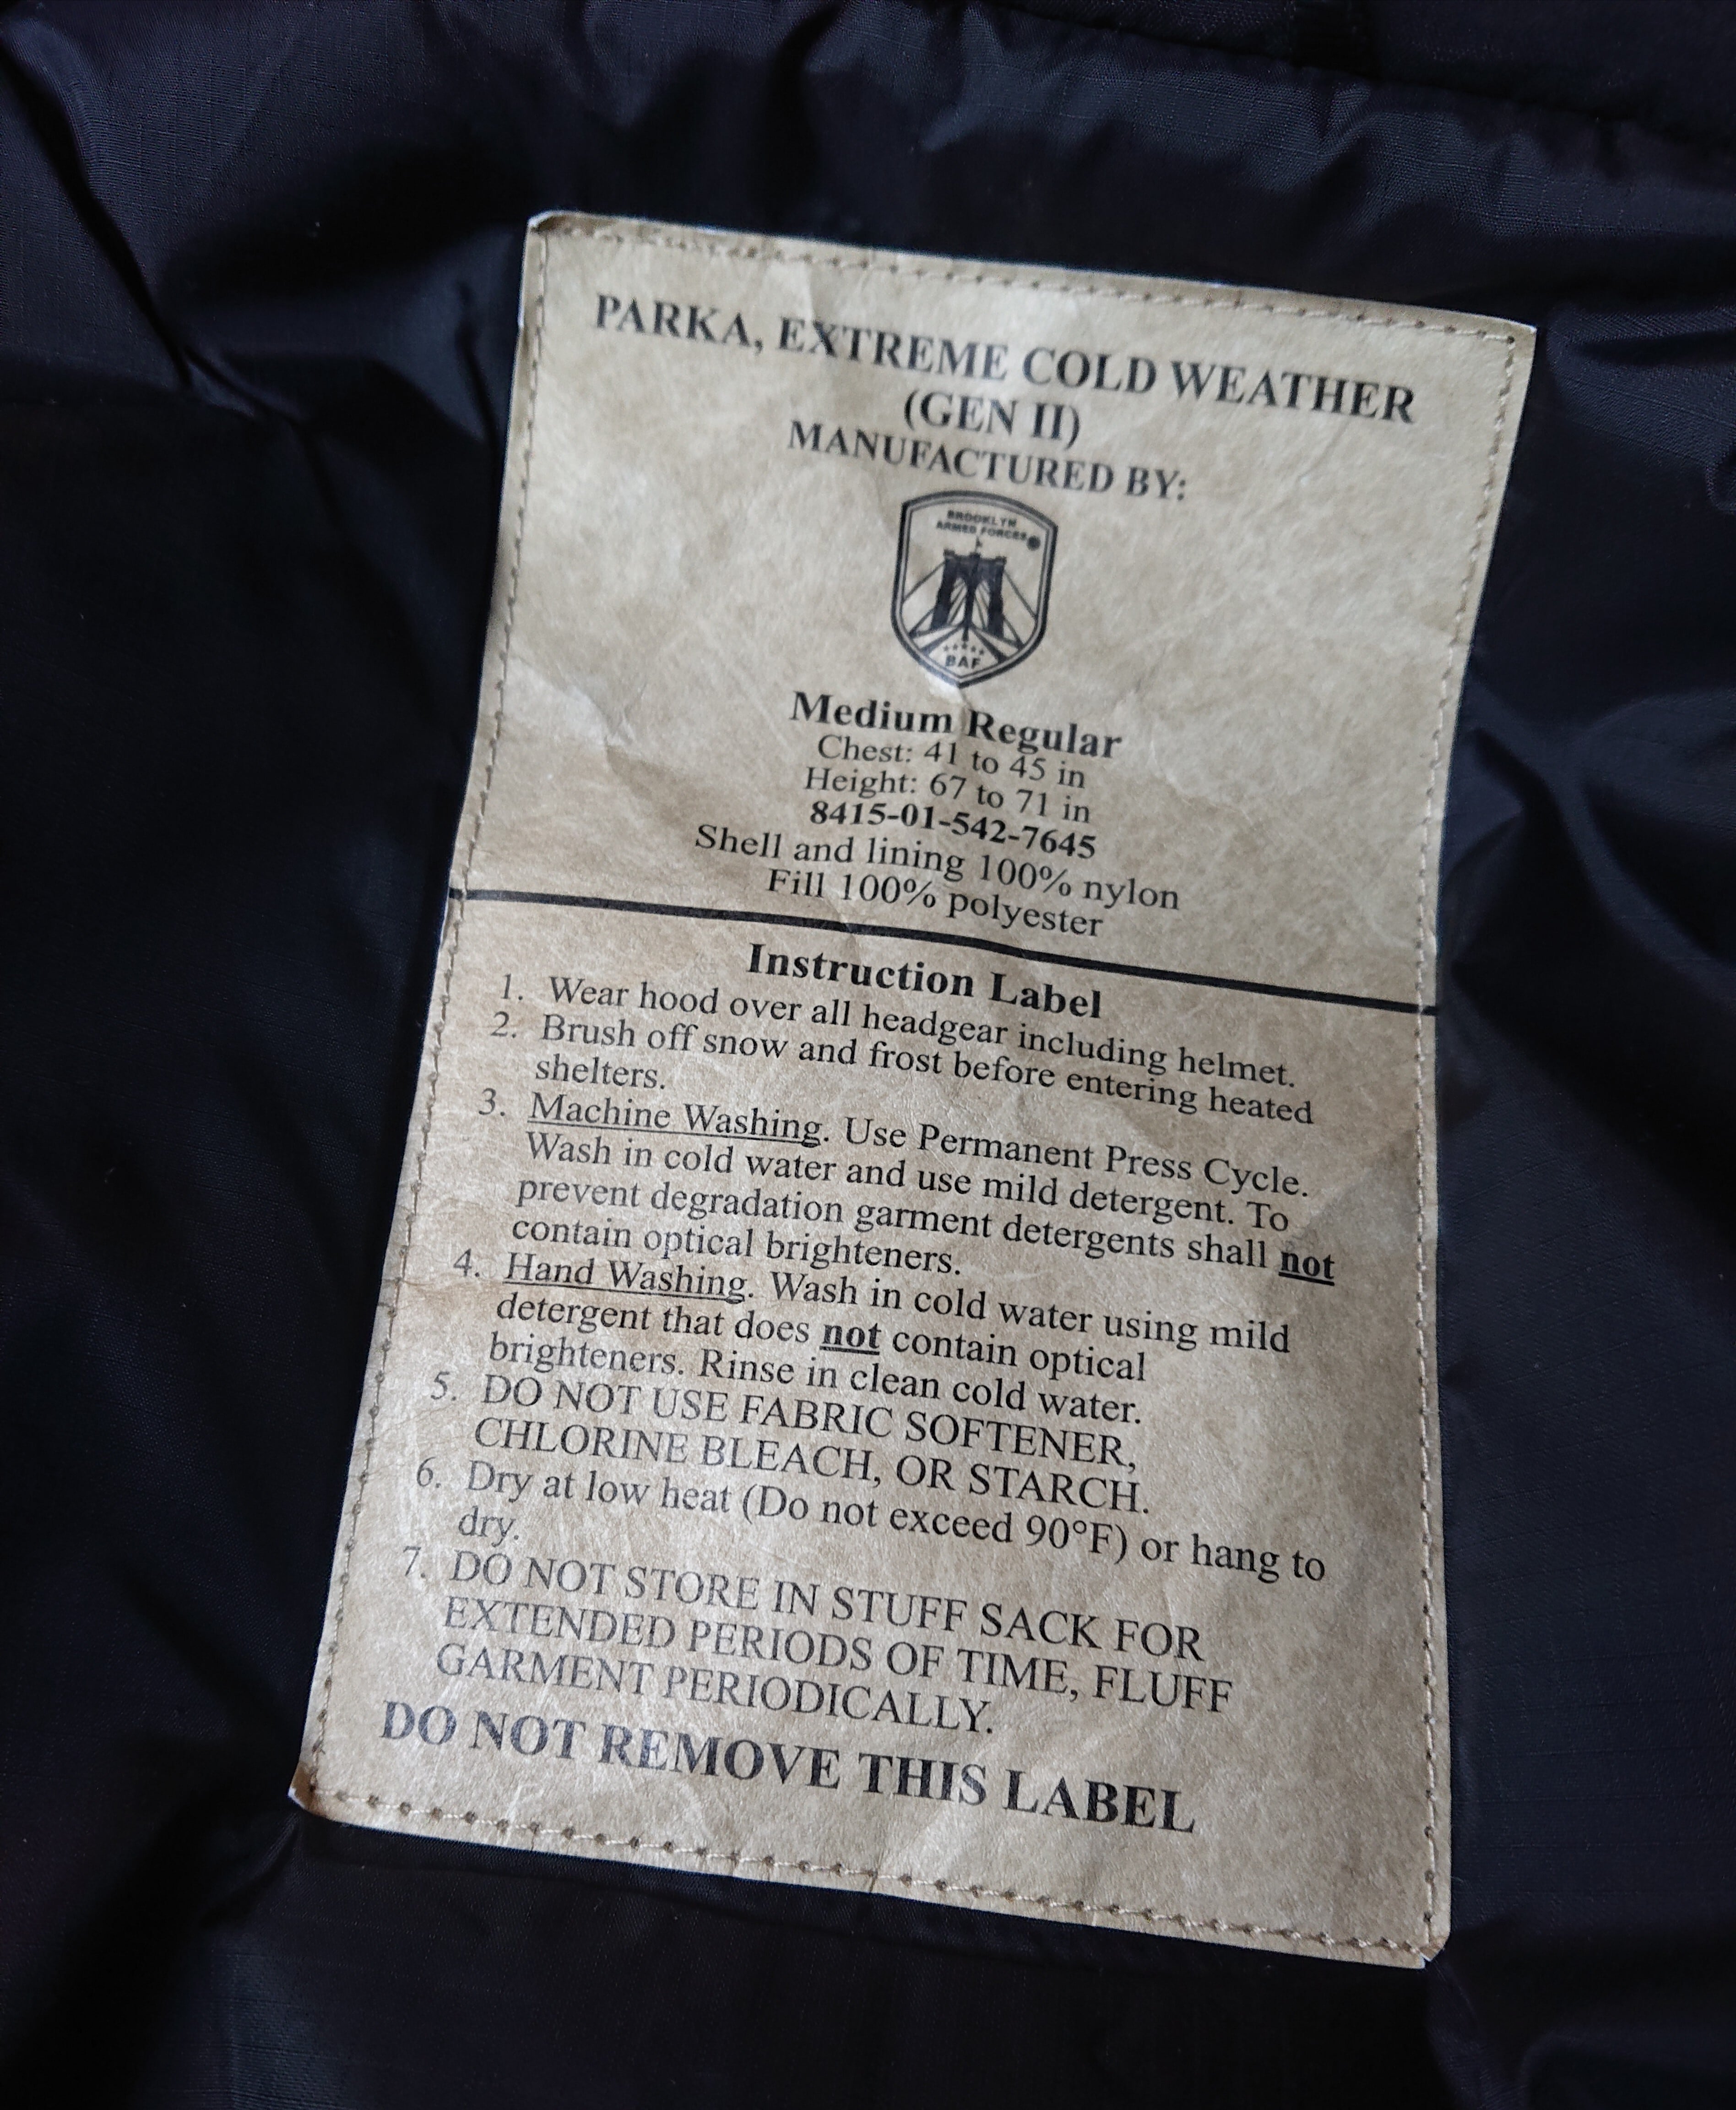 PARKA, EXTREME COLD WEATHER
(GEN II)
MANUFACTURED BY:
BROOKLYN
ARMED FORCES
BAF
Medium Regular
Chest: 41 to 45 in
Height: 67 to 71 in
8415-01-542-7645
Shell and lining 100% nylon
Fill 100% polyester
Instruction Label
1. Wear hood over all headgear including helmet.
2. Brush off snow and frost before entering heated
shelters.
3. Machine Washing. Use Permanent Press Cycle.
Wash in cold water and use mild detergent. To
prevent degradation garment detergents shall not
contain optical brighteners.
4. Hand Washing. Wash in cold water using mild
detergent that does not contain optical
brighteners. Rinse in clean cold water.
5. DO NOT USE FABRIC SOFTENER,
CHLORINE BLEACH, OR STARCH.
6. Dry at low heat (Do not exceed 90°F) or hang to
dry.
7. DO NOT STORE IN STUFF SACK FOR
EXTENDED PERIODS OF TIME, FLUFF
GARMENT PERIODICALLY.
DO NOT REMOVE THIS LABEL